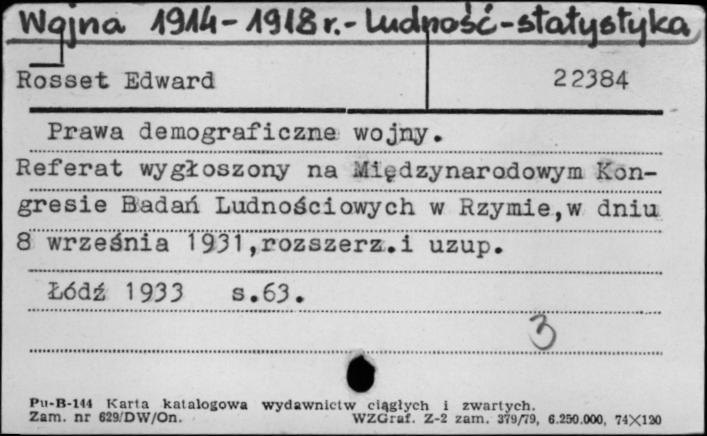 Wojna 1914-1918 r.- Ludność-statystyka
Rosset Edward 22384
Prawa demograficzne wojny.
Referat wygłoszony na Międzynarodowym Kon-
gresie Badań Ludnościowych w Rzymie,w dniu
8 września 1931,rozszerz.i uzup.
Łódź 1933 s.63.
3
Pu-B-144 Karta katalogowa wydawnictw ciągłych i zwartych.
Zam. nr 629/DW/On. WZGraf. Z-2 zam. 379/79, 6.250.000, 74X120